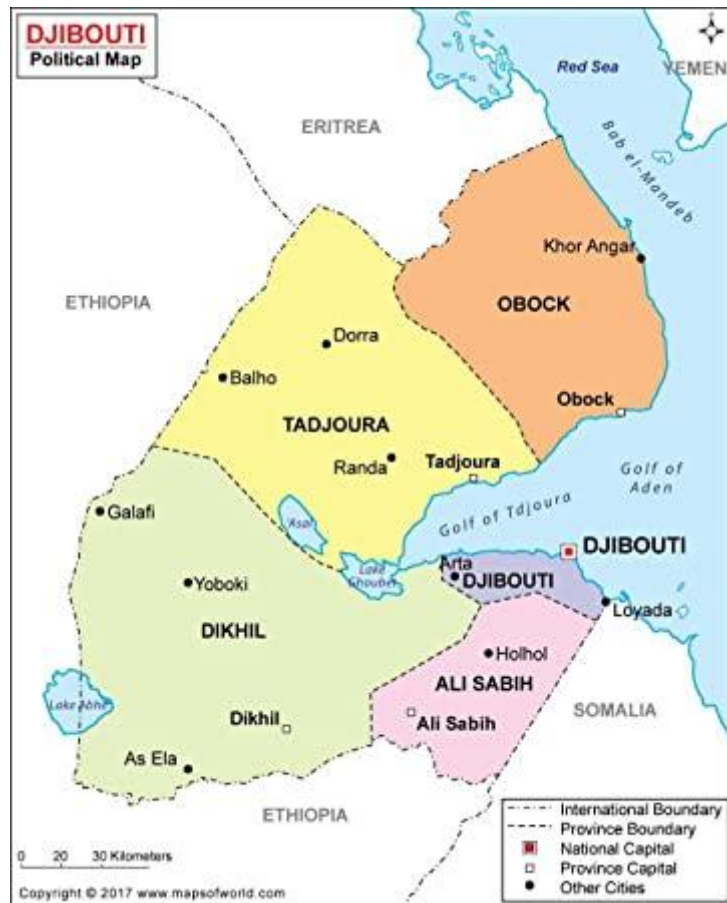 DJIBOUTI
Political Map
Red Sea
YEMEN
ERITREA
Bab el-Mandeb
Khor Angar
ETHIOPIA
OBOCK
Dorra
Balho
Obock
TADJOURA
Randa
Tadjoura
Golf of
Aden
Galafi
Asal
Golf of Tdjoura
DJIBOUTI
Lake
Ghoubet
Arta
DJIBOUTI
Yoboki
Loyada
DIKHIL
Holhol
ALI SABIH
Lake Abhe
Dikhil
Ali Sabih
SOMALIA
As Ela
ETHIOPIA
International Boundary
Province Boundary
National Capital
Province Capital
Other Cities
0 20 30 Kilometers
Copyright © 2017 www.mapsofworld.com